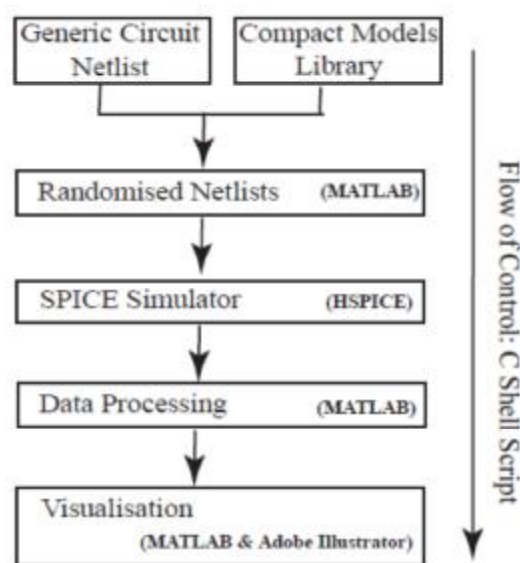 Generic Circuit
Netlist
Compact Models
Library
Randomised Netlists (MATLAB)
SPICE Simulator (HSPICE)
Data Processing (MATLAB)
Visualisation
(MATLAB & Adobe Illustrator)
Flow of Control: C Shell Script